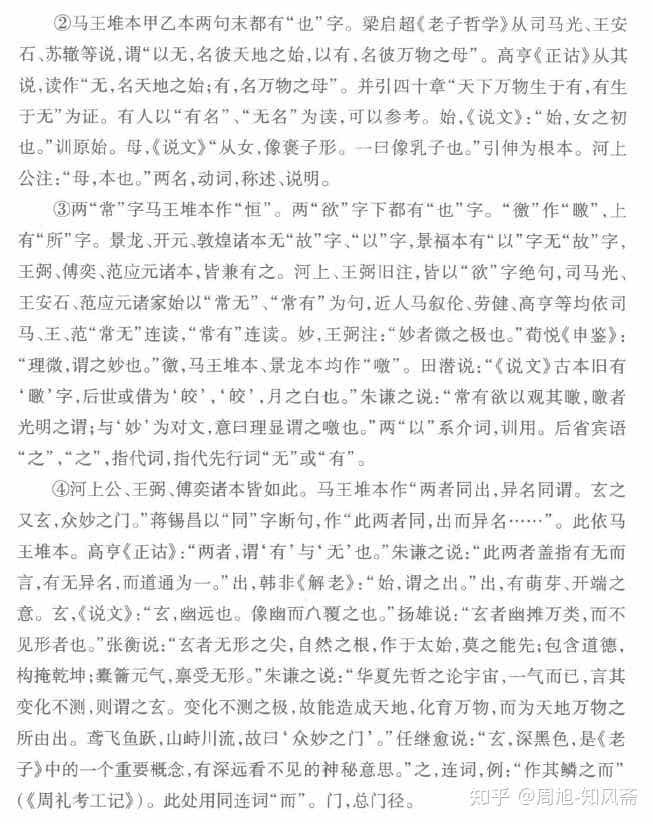 ②马王堆本甲乙本两句末都有“也”字。梁启超《老子哲学》从司马光、王安
石、苏辙等说，谓“以无，名彼天地之始，以有，名彼万物之母”。高亨《正诂》从其
说，读作“无，名天地之始；有，名万物之母”。并引四十章“天下万物生于有，有生
于无”为证。有人以“有名”、“无名”为读，可以参考。始，《说文》：“始，女之初
也。”训原始。母，《说文》“从女，像褒子形。一曰像乳子也。”引伸为根本。河上
公注：“母，本也。”两名，动词，称述、说明。
③两“常”字马王堆本作“恒”。两“欲”字下都有“也”字。“徼”作“曒”，上
有“所”字。景龙、开元、敦煌诸本无“故”字、“以”字，景福本有“以”字无“故”字，
王弼、傅奕、范应元诸本，皆兼有之。河上、王弼旧注，皆以“欲”字绝句，司马光、
王安石、范应元诸家始以“常无”、“常有”为句，近人马叙伦、劳健、高亨等均依司
马、王、范“常无”连读，“常有”连读。妙，王弼注：“妙者微之极也。”荀悦《申鉴》：
“理微，谓之妙也。”徼，马王堆本、景龙本均作“噭”。田潜说：“《说文》古本旧有
‘曒’字，后世或借为‘皎’，‘皎’，月之白也。”朱谦之说：“常有欲以观其曒，曒者
光明之谓；与‘妙’为对文，意曰理显谓之噭也。”两“以”系介词，训用。后省宾语
“之”，“之”，指代词，指代先行词“无”或“有”。
④河上公、王弼、傅奕诸本皆如此。马王堆本作“两者同出，异名同谓。玄之
又玄，众妙之门。”蒋锡昌以“同”字断句，作“此两者同，出而异名……”。此依马
王堆本。高亨《正诂》：“两者，谓‘有’与‘无’也。”朱谦之说：“此两者盖指有无而
言，有无异名，而道通为一。”出，韩非《解老》：“始，谓之出。”出，有萌芽、开端之
意。玄，《说文》：“玄，幽远也。像幽而八覆之也。”扬雄说：“玄者幽摊万类，而不
见形者也。”张衡说：“玄者无形之尖，自然之根，作于太始，莫之能先；包含道德，
构掩乾坤；橐籥元气，禀受无形。”朱谦之说：“华夏先哲之论宇宙，一气而已，言其
变化不测，则谓之玄。变化不测之极，故能造成天地，化育万物，而为天地万物之
所由出。鸢飞鱼跃，山峙川流，故曰‘众妙之门’。”任继愈说：“玄，深黑色，是《老
子》中的一个重要概念，有深远看不见的神秘意思。”之，连词，例：“作其鳞之而”
（《周礼考工记》）。此处用同连词“而”。门，总门径。
知乎 @周旭-知风斋